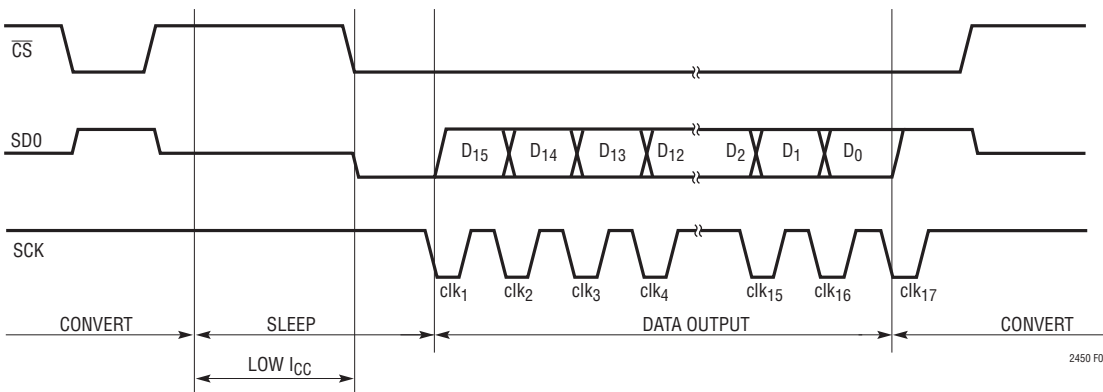 CS
SD0
D15 D14 D13 D12 D2 D1 D0
SCK
clk1 clk2 clk3 clk4 clk15 clk16 clk17
CONVERT SLEEP DATA OUTPUT CONVERT
LOW ICC
2450 F0